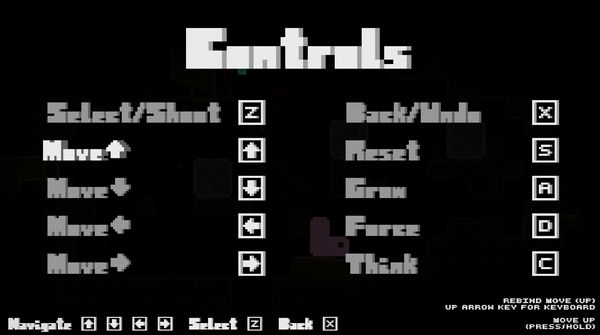 Controls
Select/Shoot Z
Move ↑ ↑
Move ↓ ↓
Move ← ←
Move → →
Back/Undo X
Reset S
Grow A
Force D
Think C
REBIND MOVE (UP)
UP ARROW KEY FOR KEYBOARD
MOVE UP
(PRESS/HOLD)
Navigate ↑ ↓ ← → Select Z Back X